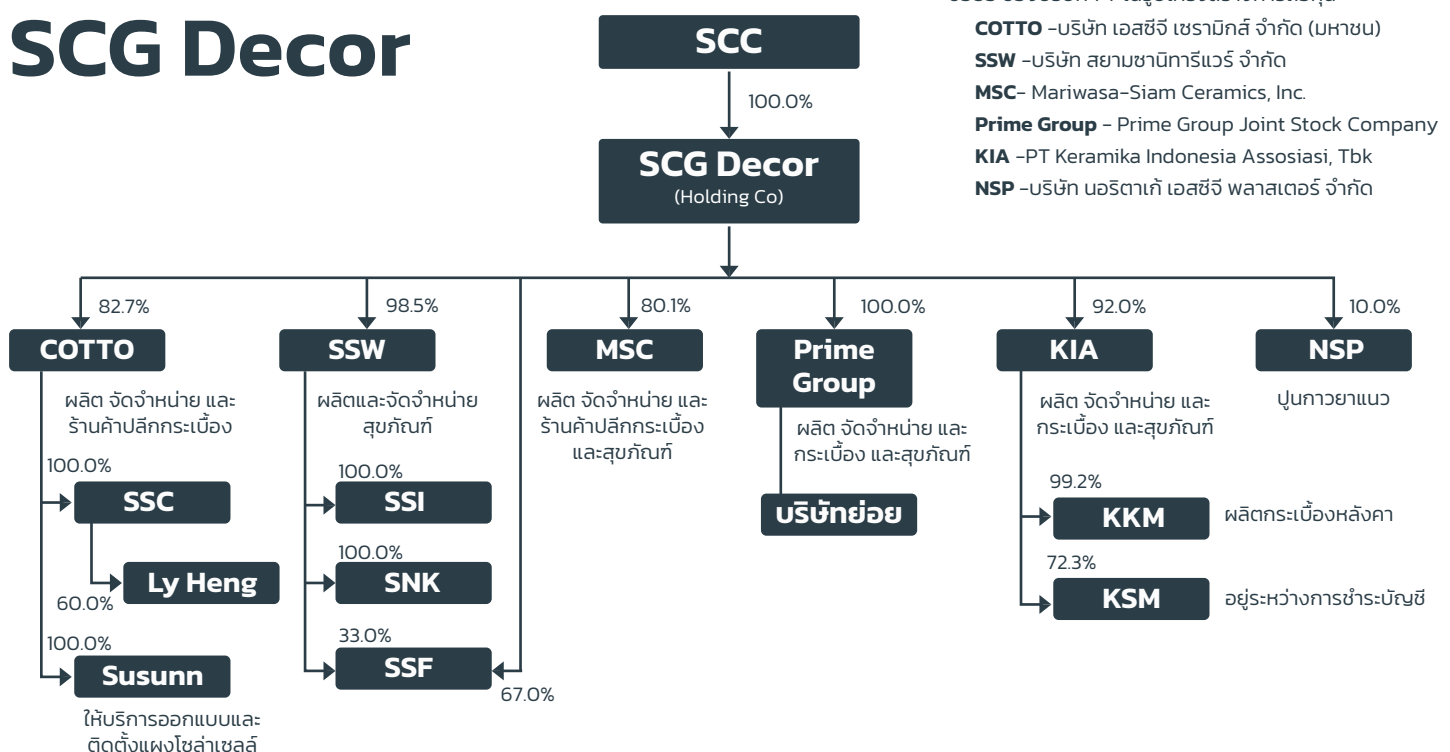 SCG Decor
COTTO -บริษัท เอสซีจี เซรามิกส์ จำกัด (มหาชน)
SSW -บริษัท สยามซานิทารีแวร์ จำกัด
MSC- Mariwasa-Siam Ceramics, Inc.
Prime Group - Prime Group Joint Stock Company
KIA -PT Keramika Indonesia Assosiasi, Tbk
NSP -บริษัท นอริตาเก้ เอสซีจี พลาสเตอร์ จำกัด
SCC
100.0%
SCG Decor
(Holding Co)
82.7%
COTTO
ผลิต จัดจำหน่าย และ
ร้านค้าปลีกกระเบื้อง
100.0%
SSC
Ly Heng
60.0%
100.0%
Susunn
ให้บริการออกแบบและ
ติดตั้งแผงโซล่าเซลล์
98.5%
SSW
ผลิตและจัดจำหน่าย
สุขภัณฑ์
100.0%
SSI
100.0%
SNK
33.0%
SSF
67.0%
80.1%
MSC
ผลิต จัดจำหน่าย และ
ร้านค้าปลีกกระเบื้อง
และสุขภัณฑ์
100.0%
Prime
Group
ผลิต จัดจำหน่าย และ
กระเบื้อง และสุขภัณฑ์
บริษัทย่อย
92.0%
KIA
ผลิต จัดจำหน่าย และ
กระเบื้อง และสุขภัณฑ์
99.2%
KKM
ผลิตกระเบื้องหลังคา
72.3%
KSM
อยู่ระหว่างการชำระบัญชี
10.0%
NSP
ปูนกาวยาแนว